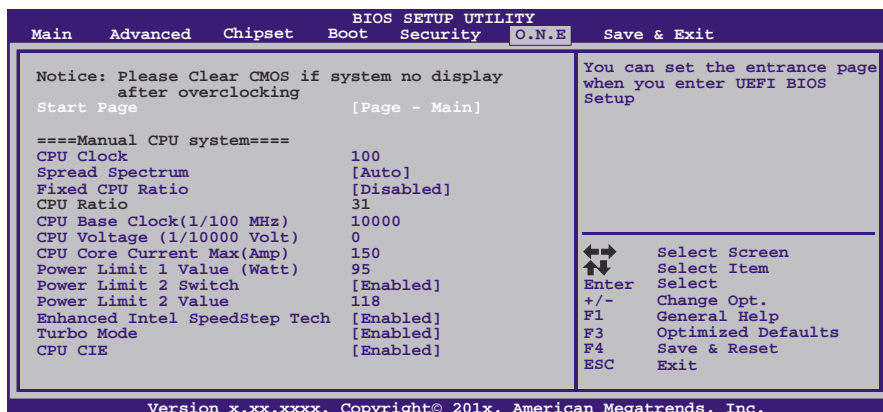 BIOS SETUP UTILITY
Main Advanced Chipset Boot Security O.N.E Save & Exit
Notice: Please Clear CMOS if system no display
after overclocking
Start Page [Page - Main]
====Manual CPU system====
CPU Clock 100
Spread Spectrum [Auto]
Fixed CPU Ratio [Disabled]
CPU Ratio 31
CPU Base Clock(1/100 MHz) 10000
CPU Voltage (1/10000 Volt) 0
CPU Core Current Max(Amp) 150
Power Limit 1 Value (Watt) 95
Power Limit 2 Switch [Enabled]
Power Limit 2 Value 118
Enhanced Intel SpeedStep Tech [Enabled]
Turbo Mode [Enabled]
CPU CIE [Enabled]
You can set the entrance page
when you enter UEFI BIOS
Setup
Select Screen
Select Item
Enter Select
+/- Change Opt.
F1 General Help
F3 Optimized Defaults
F4 Save & Reset
ESC Exit
Version x.xx.xxxx. Copyright© 201x, American Megatrends, Inc.